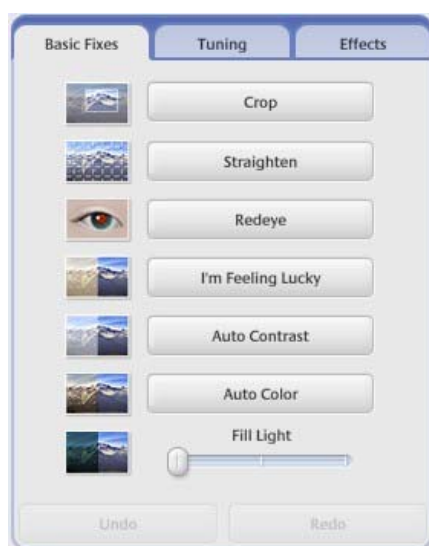 Basic Fixes
Tuning
Effects
Crop
Straighten
Redeye
I'm Feeling Lucky
Auto Contrast
Auto Color
Fill Light
Undo
Redo